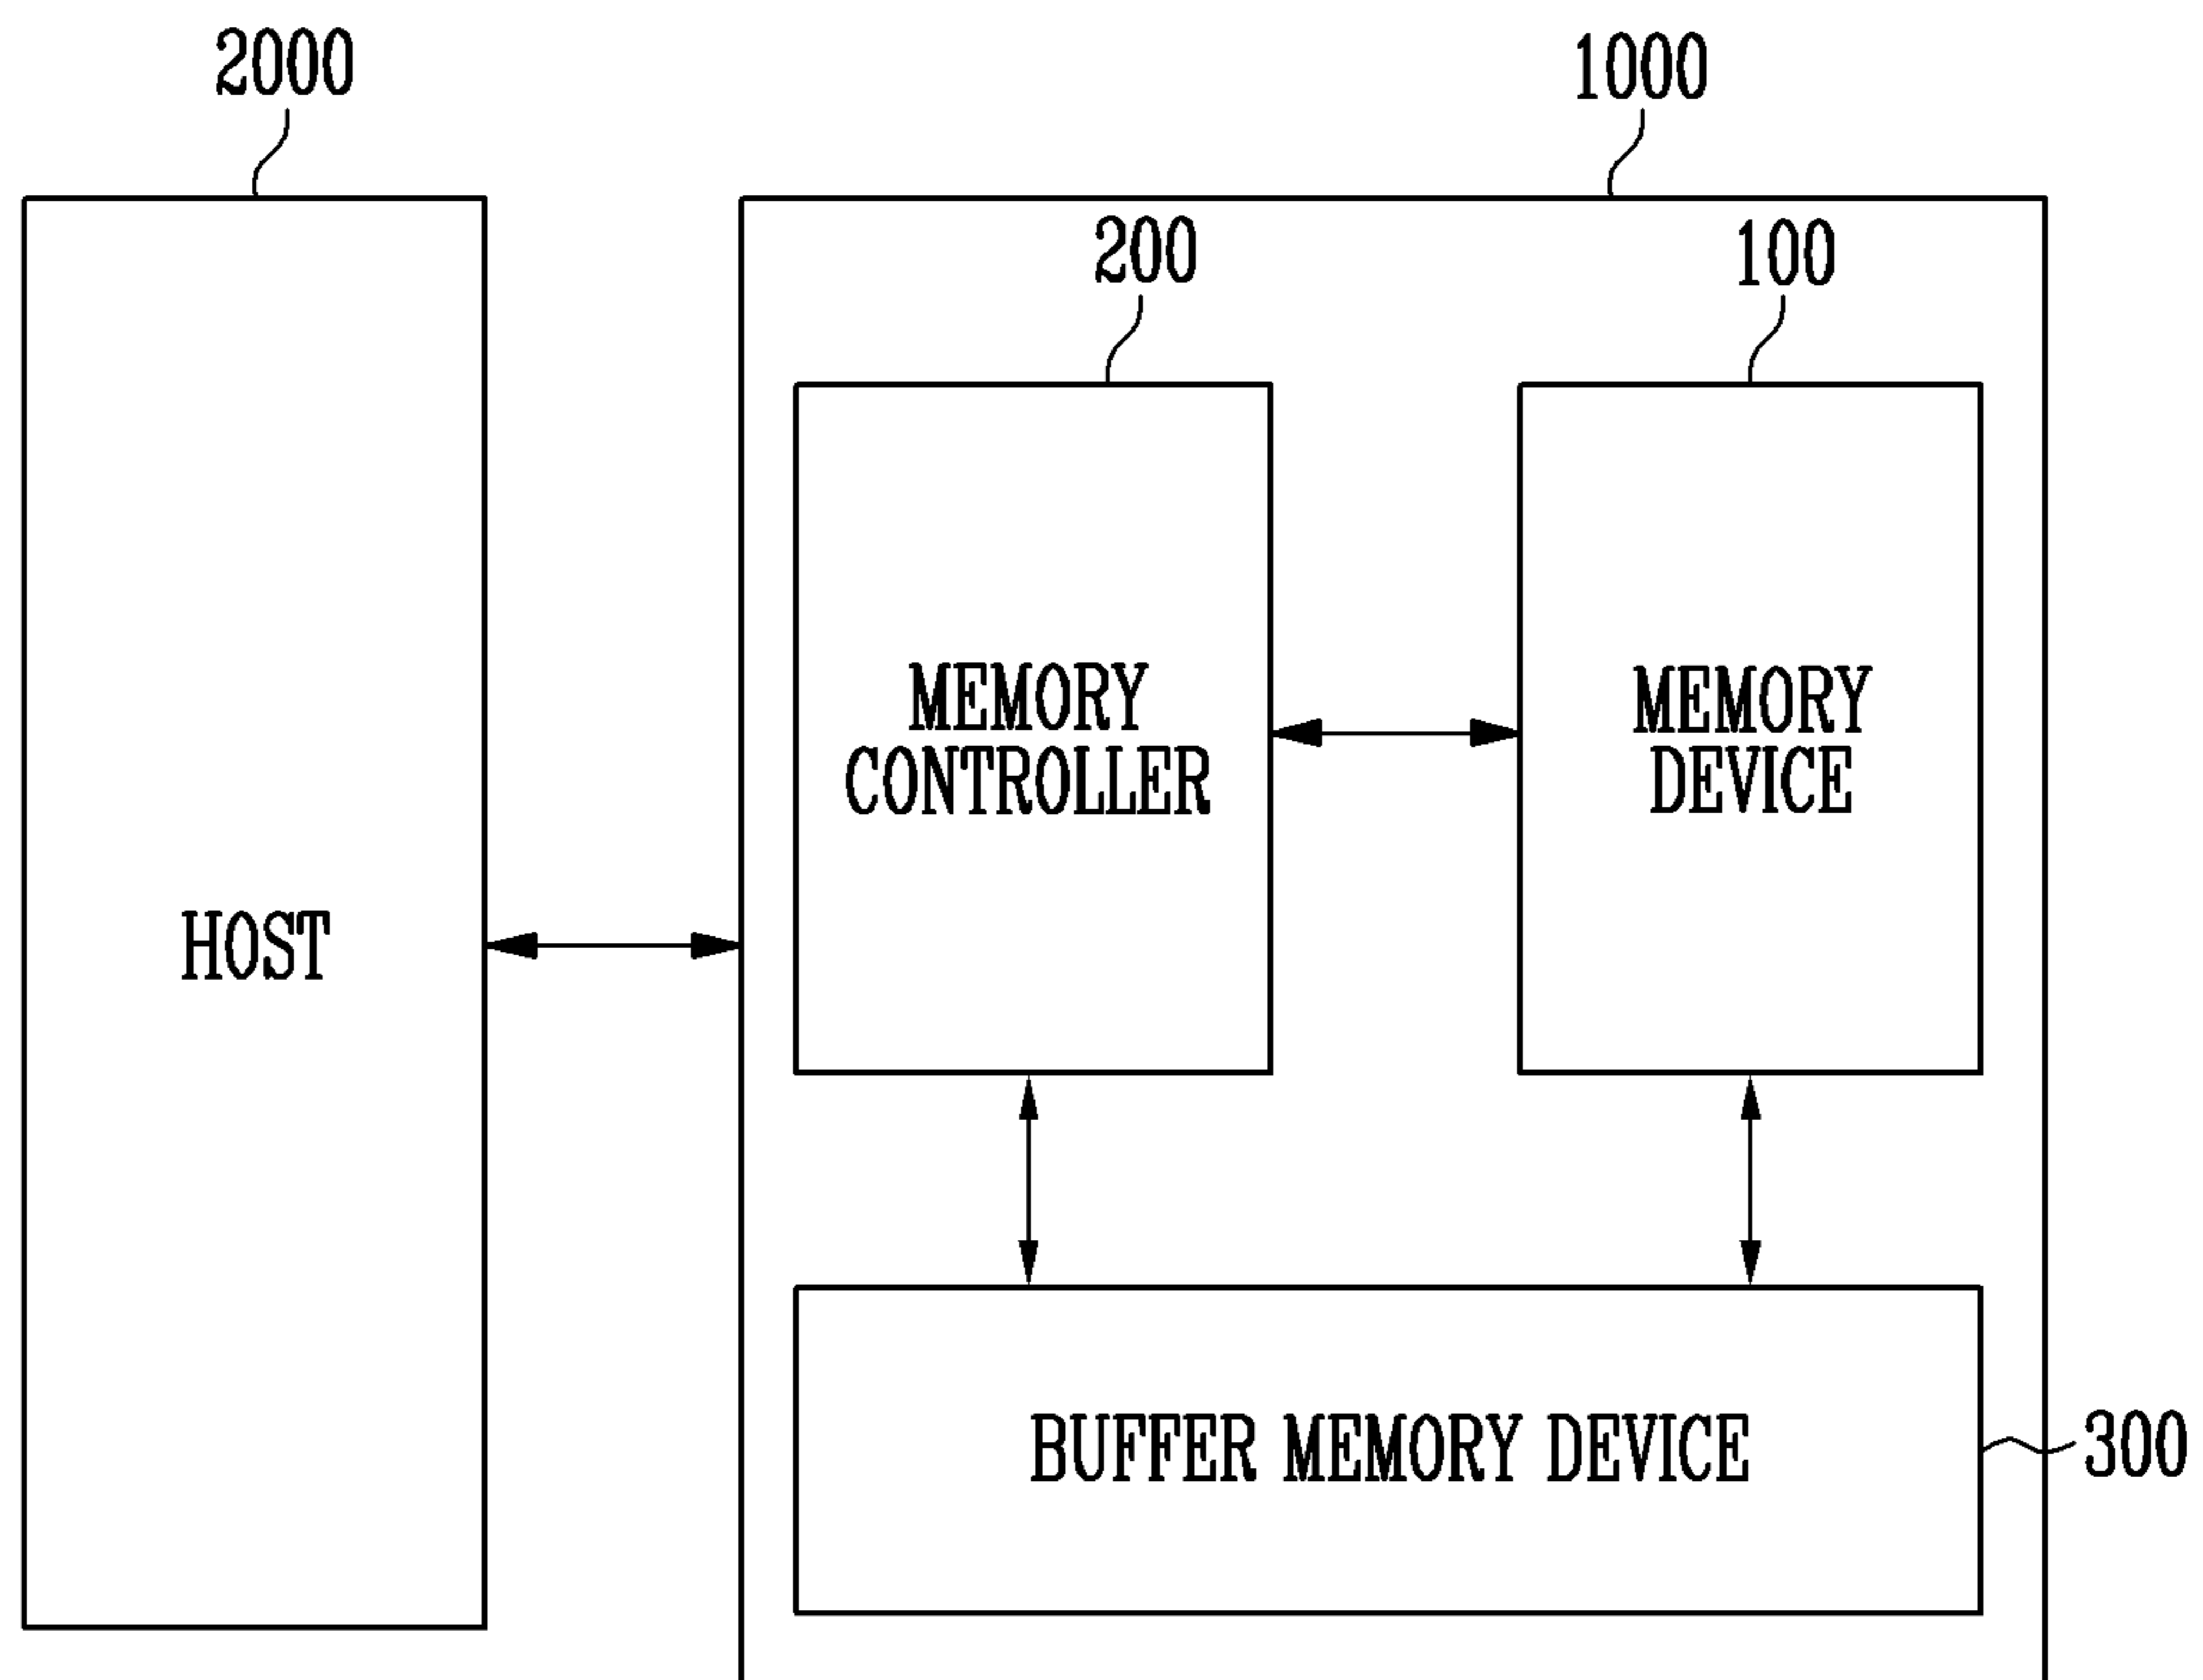 2000
1000
200
100
MEMORY
CONTROLLER
MEMORY
DEVICE
HOST
BUFFER MEMORY DEVICE
300